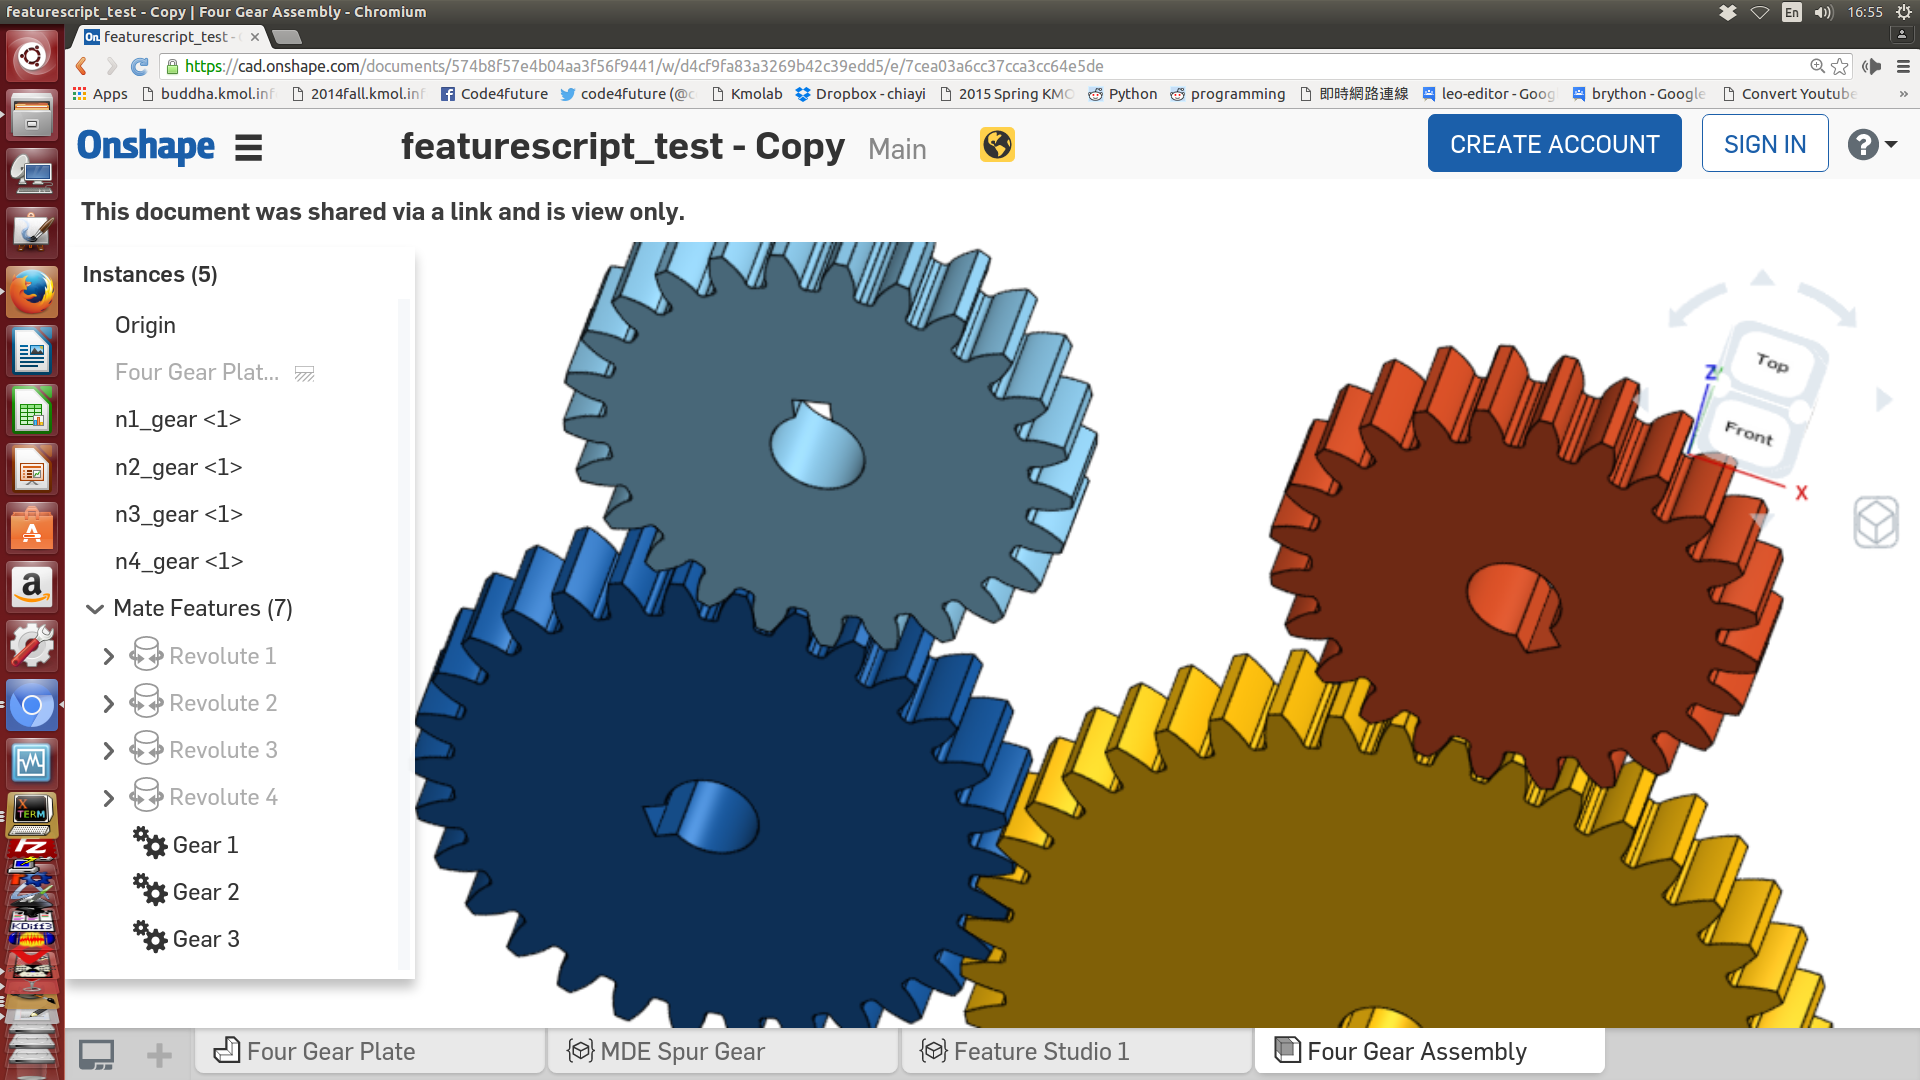 featurescript_test - Copy | Four Gear Assembly - Chromium
En
16:55
On featurescript_test -
https://cad.onshape.com/documents/574b8f57e4b04aa3f56f9441/w/d4cf9fa83a3269b42c39edd5/e/7cea03a6cc37cca3cc64e5de
Apps buddha.kmol.inf 2014fall.kmol.inf Code4future code4future (@c Kmolab Dropbox - chiayi 2015 Spring KMO Python programming 即時網路連線 leo-editor - Goog brython - Google Convert Youtube »
Onshape
featurescript_test - Copy Main
CREATE ACCOUNT
SIGN IN
?
This document was shared via a link and is view only.
Instances (5)
Origin
Four Gear Plat...
n1_gear <1>
n2_gear <1>
n3_gear <1>
n4_gear <1>
Mate Features (7)
Revolute 1
Revolute 2
Revolute 3
Revolute 4
Gear 1
Gear 2
Gear 3
Top
Front
Z
X
X TERM
FZ
KDiff3
Four Gear Plate
MDE Spur Gear
Feature Studio 1
Four Gear Assembly